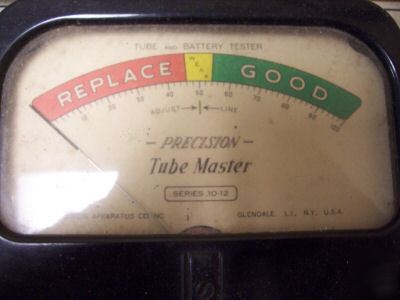 TUBE AND BATTERY TESTER
REPLACE WEAK GOOD
10 20 30 40 50 60 70 80 90 100
ADJUST LINE
- PRECISION -
Tube Master
SERIES 10-12
APPARATUS CO. INC. GLENDALE, L.I., N.Y. U.S.A.